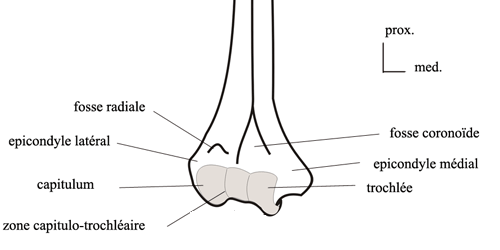 prox.
med.
fosse radiale
fosse coronoïde
epicondyle latéral
epicondyle médial
capitulum
trochlée
zone capitulo-trochléaire